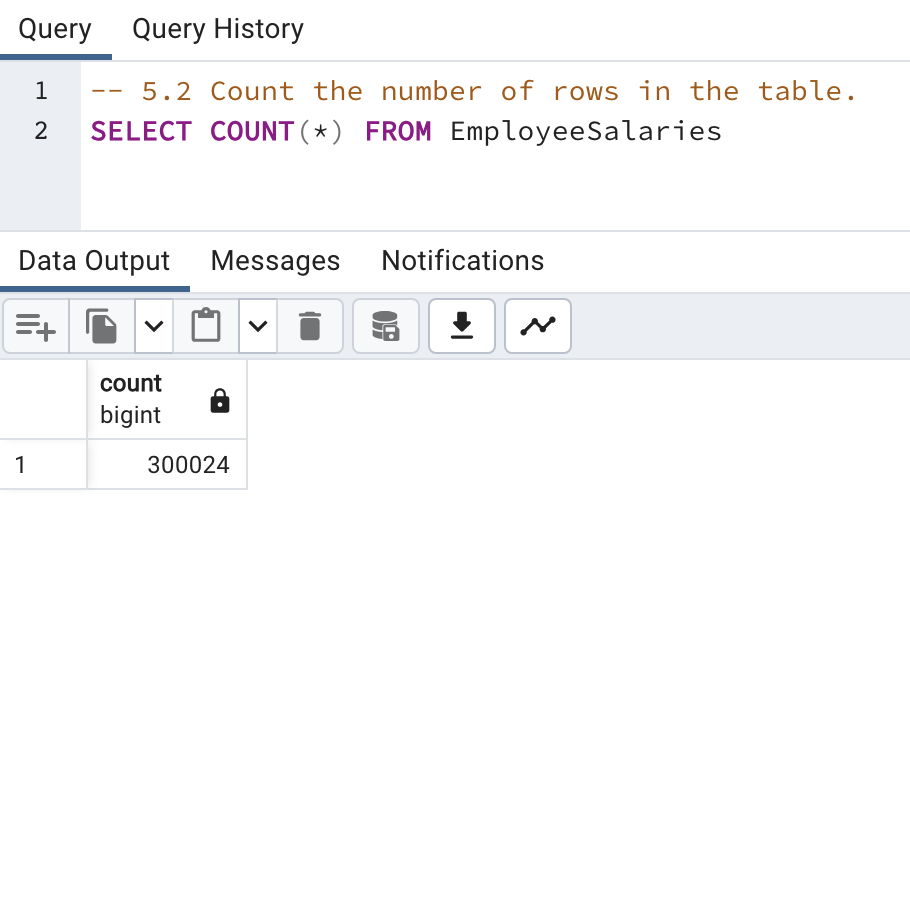 Query Query History
1 -- 5.2 Count the number of rows in the table.
2 SELECT COUNT(*) FROM EmployeeSalaries
Data Output Messages Notifications
count
bigint
1 300024